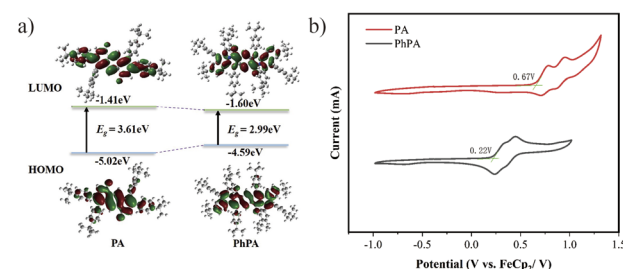 a)
LUMO
-1.41eV
-1.60eV
Eg = 3.61eV
Eg = 2.99eV
HOMO
-5.02eV
-4.59eV
PA
PhPA
b)
PA
PhPA
0.67V
0.22V
Current (mA)
-1.0 -0.5 0.0 0.5 1.0 1.5
Potential (V vs. FeCp2/ V)